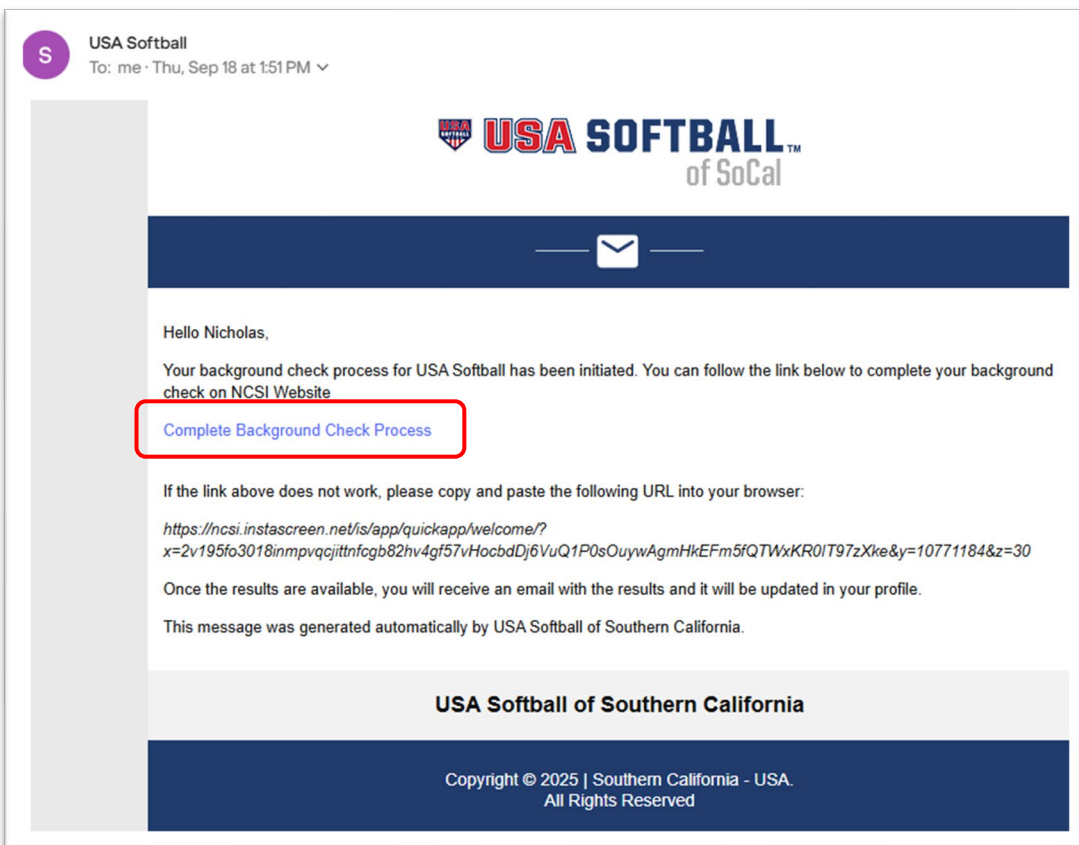 S
USA Softball
To: me · Thu, Sep 18 at 1:51 PM
USA SOFTBALL
USA SOFTBALL™
of SoCal
Hello Nicholas,
Your background check process for USA Softball has been initiated. You can follow the link below to complete your background
check on NCSI Website
Complete Background Check Process
If the link above does not work, please copy and paste the following URL into your browser:
https://ncsi.instascreen.net/is/app/quickapp/welcome/?
x=2v195fo3018inmpvqcjittnfcgb82hv4gf57vHocbdDj6VuQ1P0sOuywAgmHkEFm5fQTWxKR0IT97zXke&y=10771184&z=30
Once the results are available, you will receive an email with the results and it will be updated in your profile.
This message was generated automatically by USA Softball of Southern California.
USA Softball of Southern California
Copyright © 2025 | Southern California - USA.
All Rights Reserved